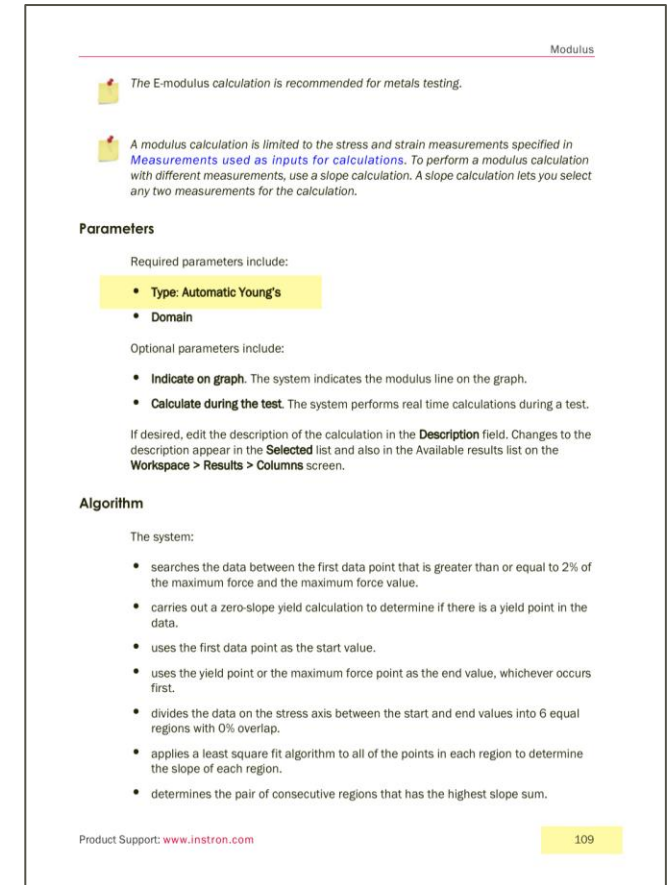 Modulus
The E-modulus calculation is recommended for metals testing.
A modulus calculation is limited to the stress and strain measurements specified in
Measurements used as inputs for calculations. To perform a modulus calculation
with different measurements, use a slope calculation. A slope calculation lets you select
any two measurements for the calculation.
Parameters
Required parameters include:
• Type: Automatic Young's
• Domain
Optional parameters include:
• Indicate on graph. The system indicates the modulus line on the graph.
• Calculate during the test. The system performs real time calculations during a test.
If desired, edit the description of the calculation in the Description field. Changes to the
description appear in the Selected list and also in the Available results list on the
Workspace > Results > Columns screen.
Algorithm
The system:
• searches the data between the first data point that is greater than or equal to 2% of
the maximum force and the maximum force value.
• carries out a zero-slope yield calculation to determine if there is a yield point in the
data.
• uses the first data point as the start value.
• uses the yield point or the maximum force point as the end value, whichever occurs
first.
• divides the data on the stress axis between the start and end values into 6 equal
regions with 0% overlap.
• applies a least square fit algorithm to all of the points in each region to determine
the slope of each region.
• determines the pair of consecutive regions that has the highest slope sum.
Product Support: www.instron.com
109